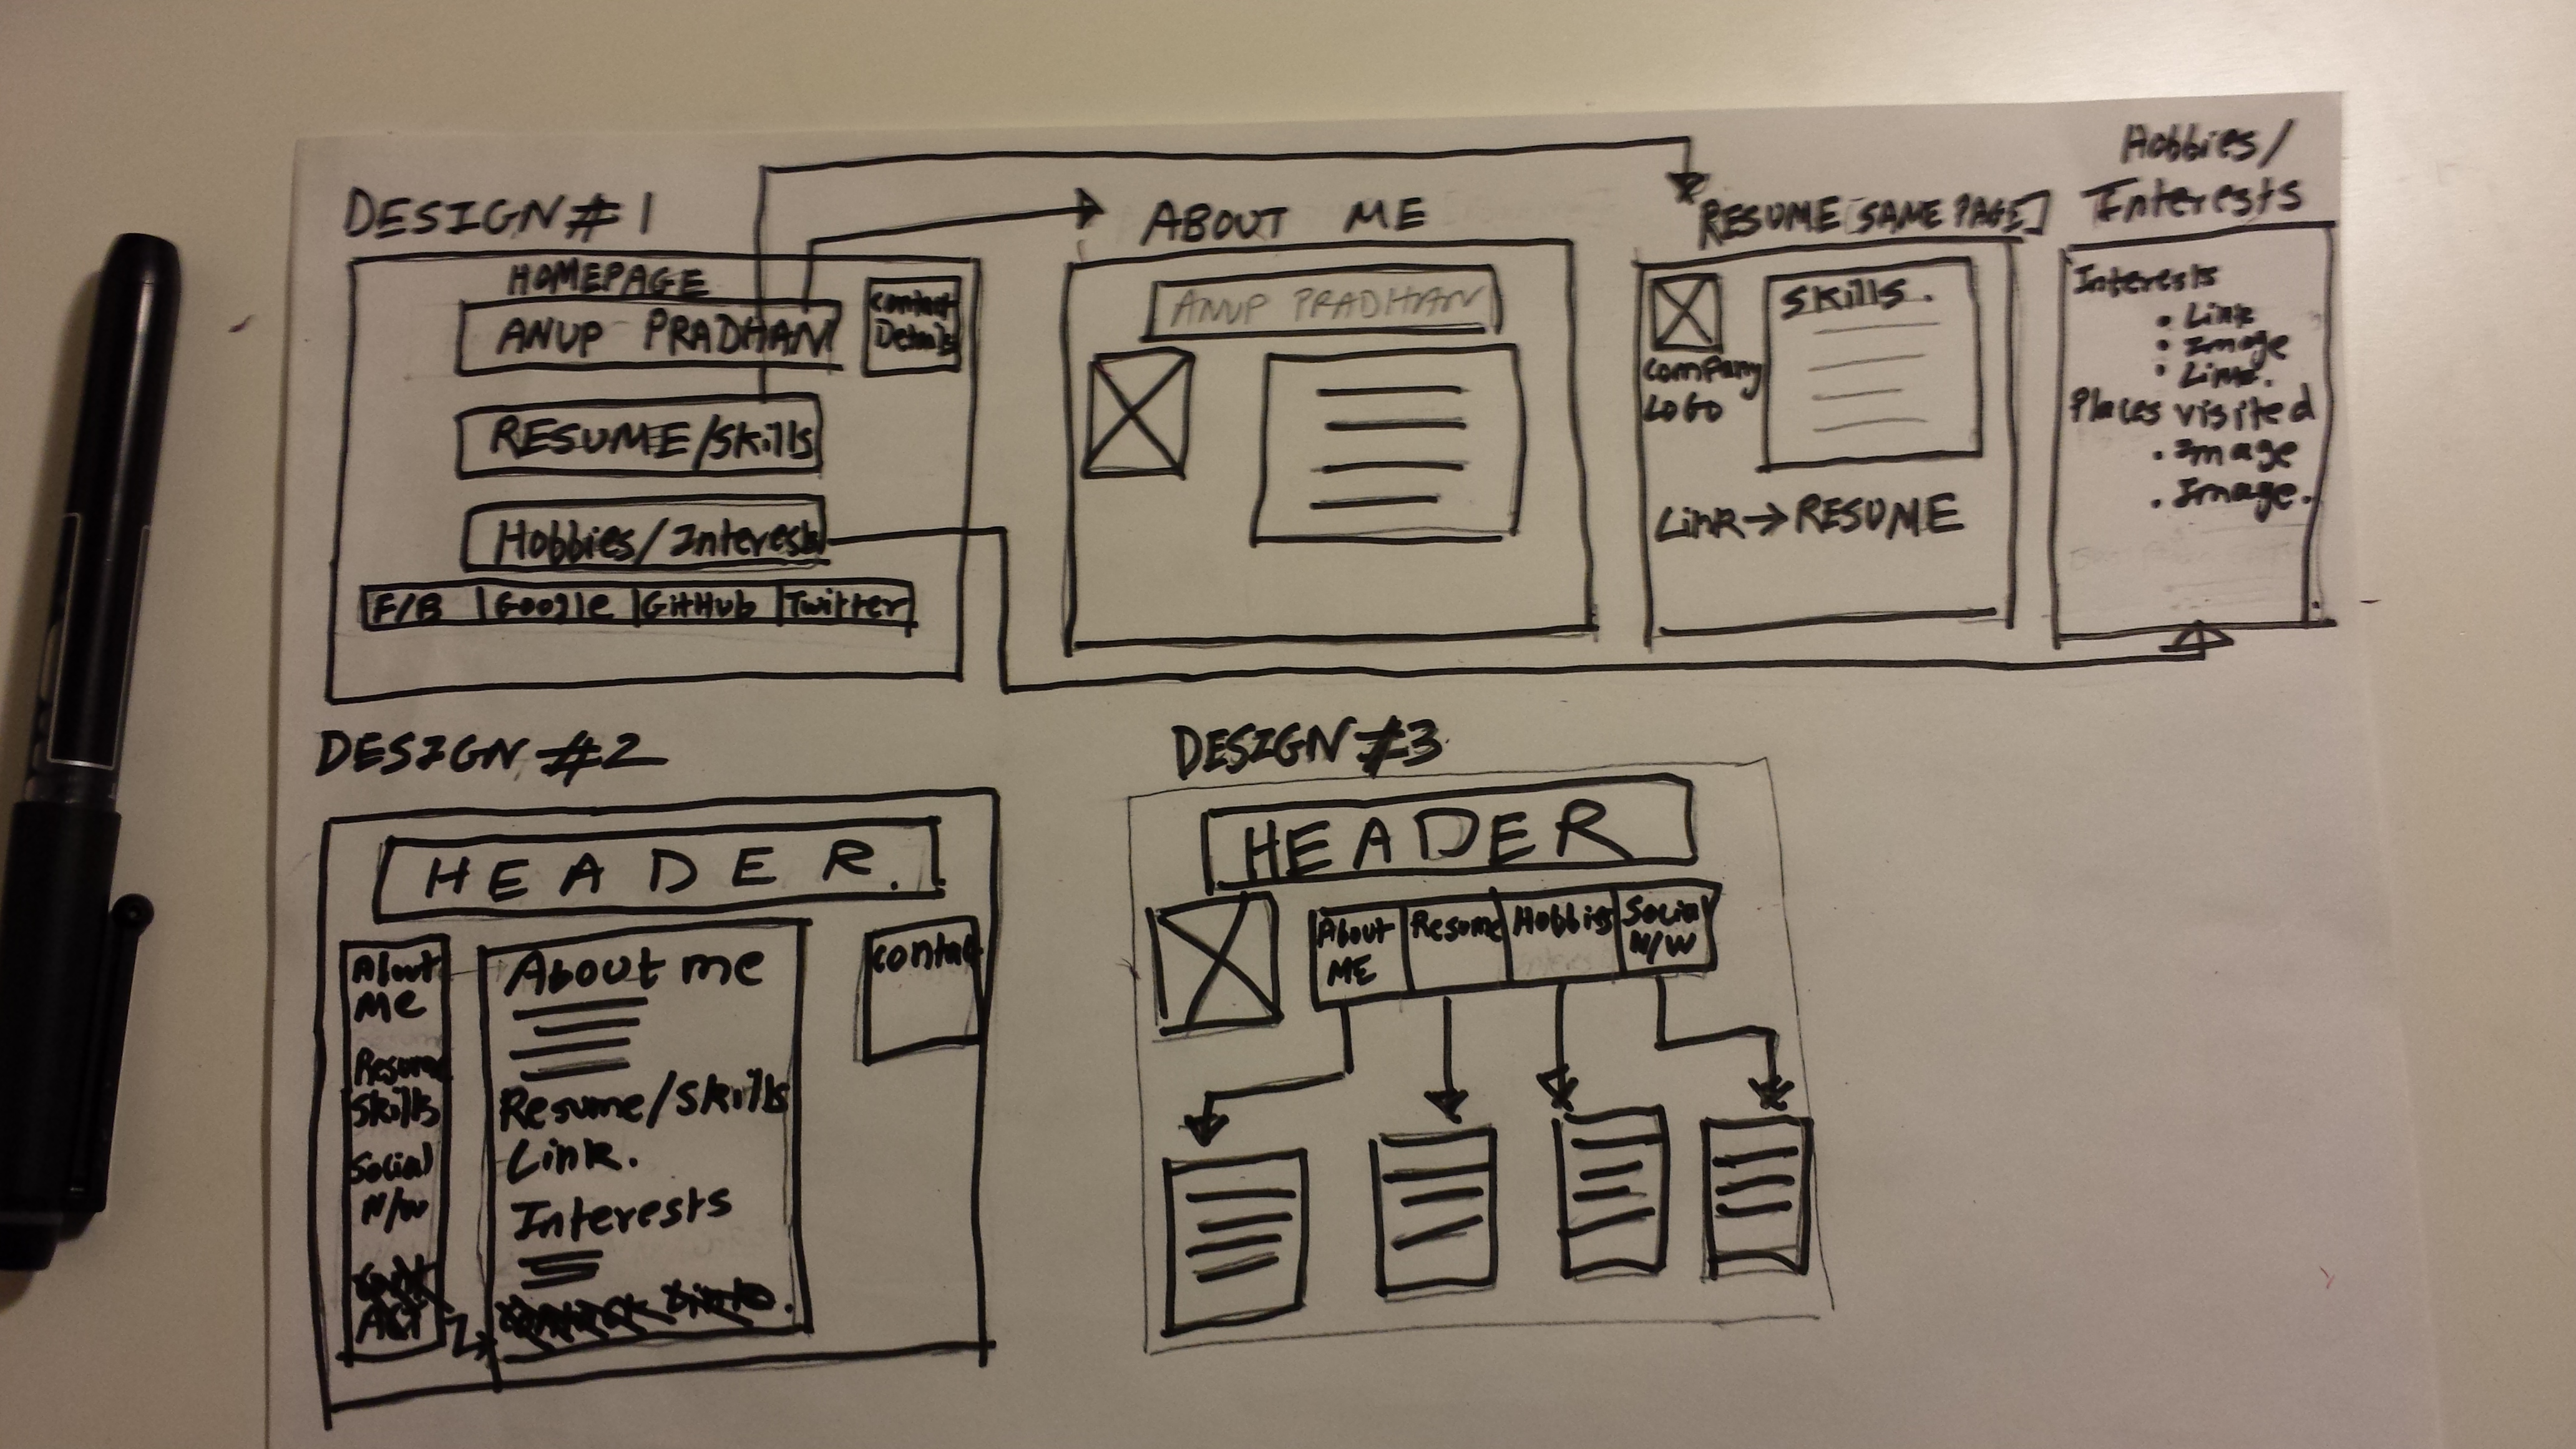 DESIGN #1
HOMEPAGE
ANUP PRADHAN
Contact
Details
RESUME/Skills
Hobbies/Interests
F/B Google GitHub Twitter
ABOUT ME
ANUP PRADHAN
RESUME [SAME PAGE]
Skills.
Company
LOGO
Link → RESUME
Hobbies/
Interests
Interests
• Link
• Image
• Link.
Places visited
• Image
• Image.
DESIGN #2
HEADER.
About
Me
Resume
Skills
Social
N/W
ACT
About me
Resume/Skills
Link.
Interests
Contac
DESIGN #3
HEADER
About
ME
Resume
Hobbies
Social
N/W